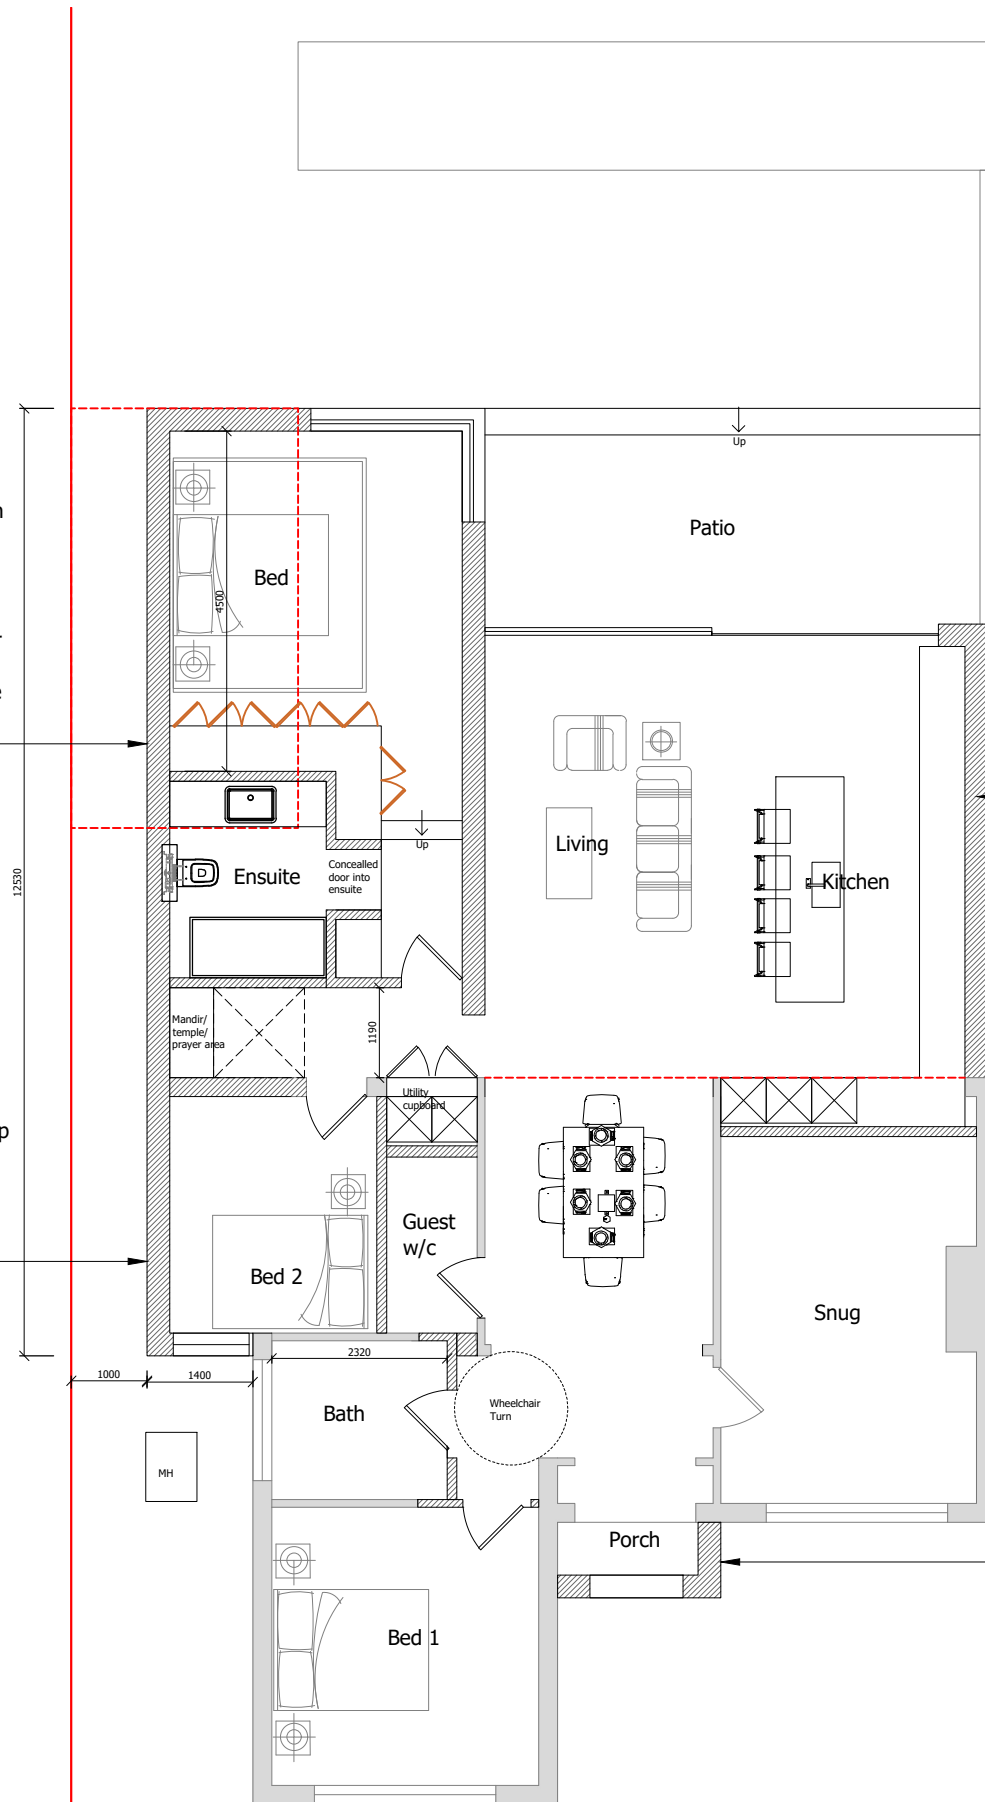 Up
Patio
Bed
4500
Living
Kitchen
Up
Ensuite
Concealled
door into
ensuite
12530
Mandir/
temple/
prayer area
1190
Utility
cupboard
p
Guest
w/c
Bed 2
Snug
2320
1000
1400
Bath
Wheelchair
Turn
MH
Porch
Bed 1